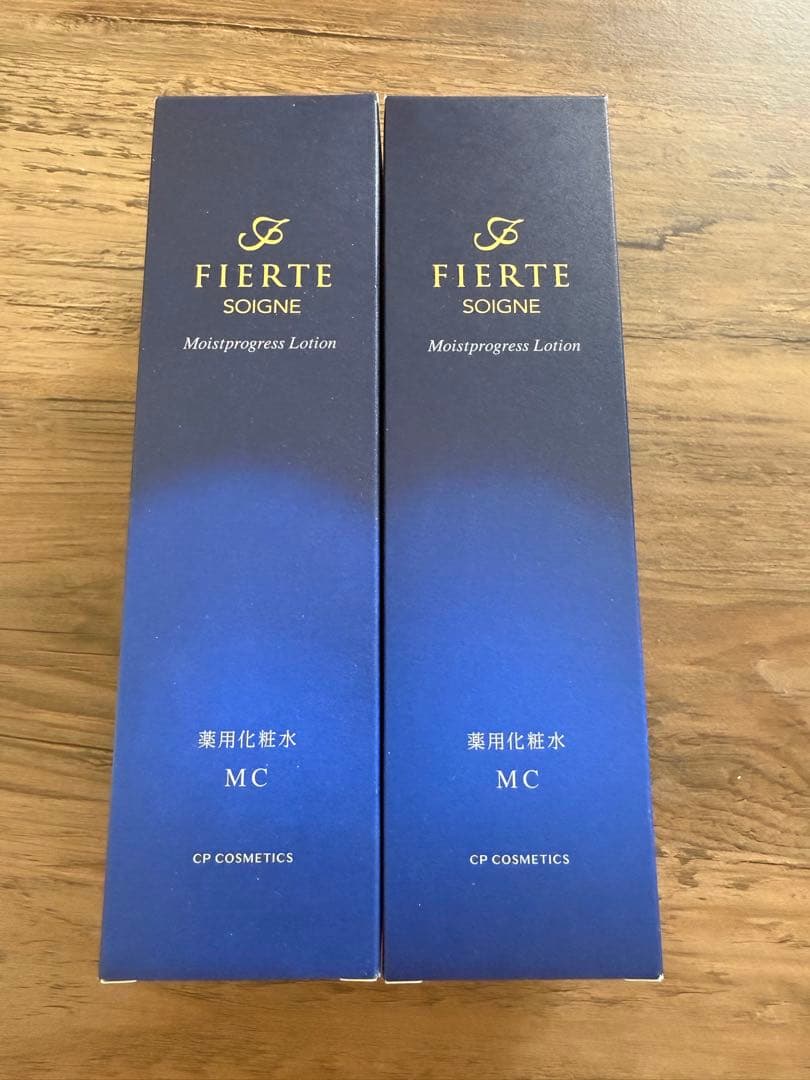 FIERTE
SOIGNE
Moistprogress Lotion
薬用化粧水
MC
CP COSMETICS
FIERTE
SOIGNE
Moistprogress Lotion
薬用化粧水
MC
CP COSMETICS